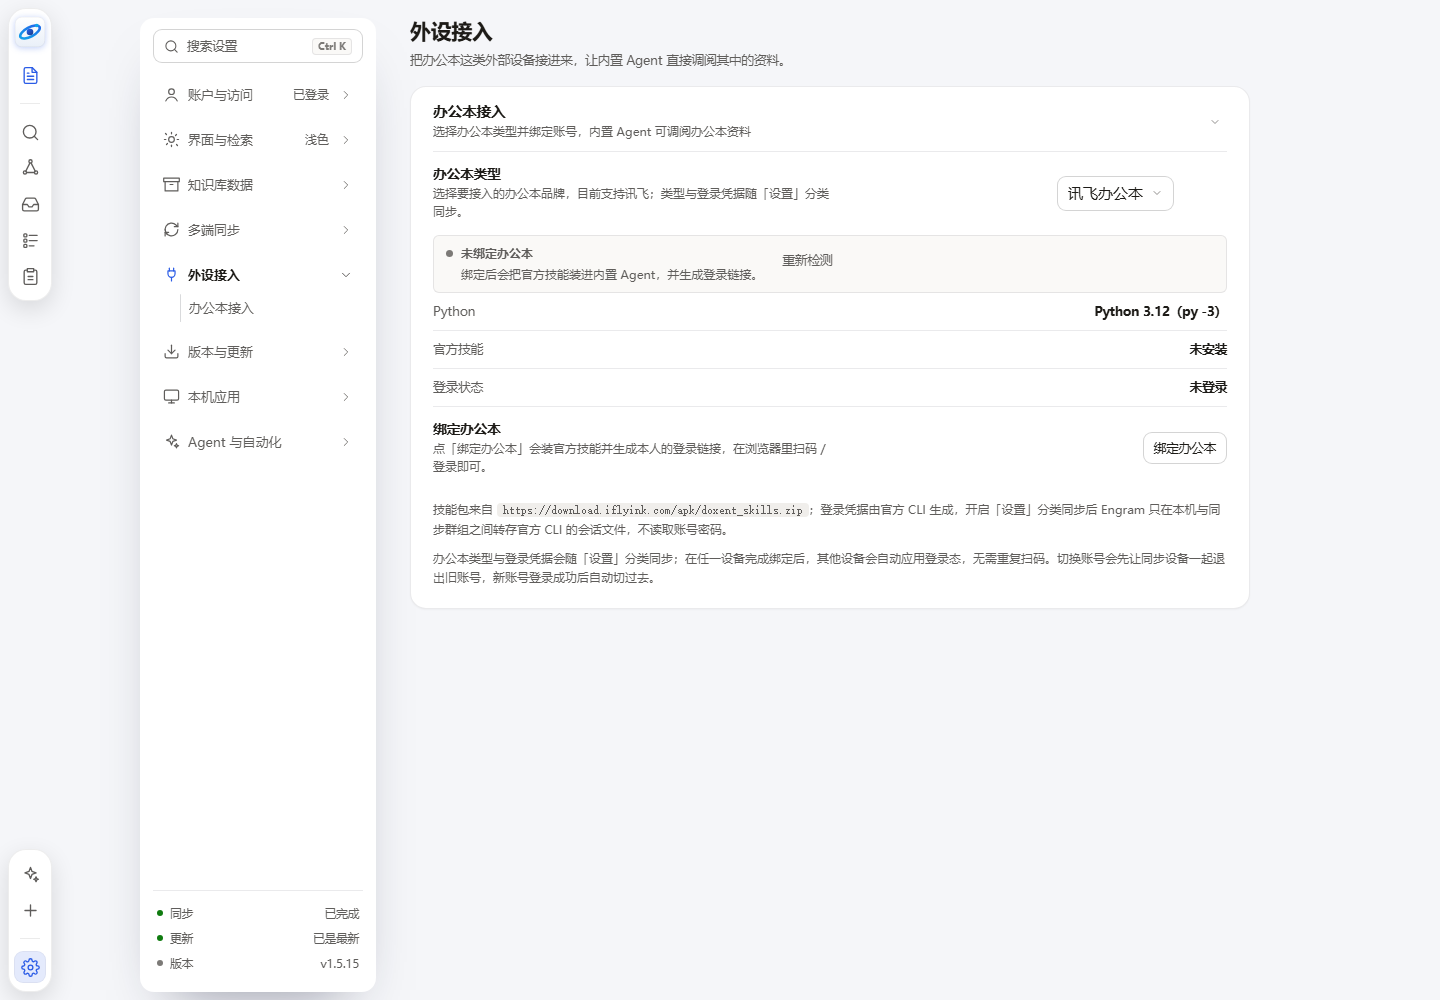 搜索设置 Ctrl K
账户与访问 已登录
界面与检索 浅色
知识库数据
多端同步
外设接入
办公本接入
版本与更新
本机应用
Agent 与自动化
同步 已完成
更新 已是最新
版本 v1.5.15
外设接入
把办公本这类外部设备接进来，让内置 Agent 直接调阅其中的资料。
办公本接入
选择办公本类型并绑定账号，内置 Agent 可调阅办公本资料
办公本类型
选择要接入的办公本品牌，目前支持讯飞；类型与登录凭据随「设置」分类
同步。
讯飞办公本
未绑定办公本
绑定后会把官方技能装进内置 Agent，并生成登录链接。
重新检测
Python Python 3.12（py -3）
官方技能 未安装
登录状态 未登录
绑定办公本
点「绑定办公本」会装官方技能并生成本人的登录链接，在浏览器里扫码 /
登录即可。
绑定办公本
技能包来自 https://download.iflyink.com/apk/doxent_skills.zip；登录凭据由官方 CLI 生成，开启「设置」分类同步后 Engram 只在本机与同
步群组之间转存官方 CLI 的会话文件，不读取账号密码。
办公本类型与登录凭据会随「设置」分类同步；在任一设备完成绑定后，其他设备会自动应用登录态，无需重复扫码。切换账号会先让同步设备一起退
出旧账号，新账号登录成功后自动切过去。